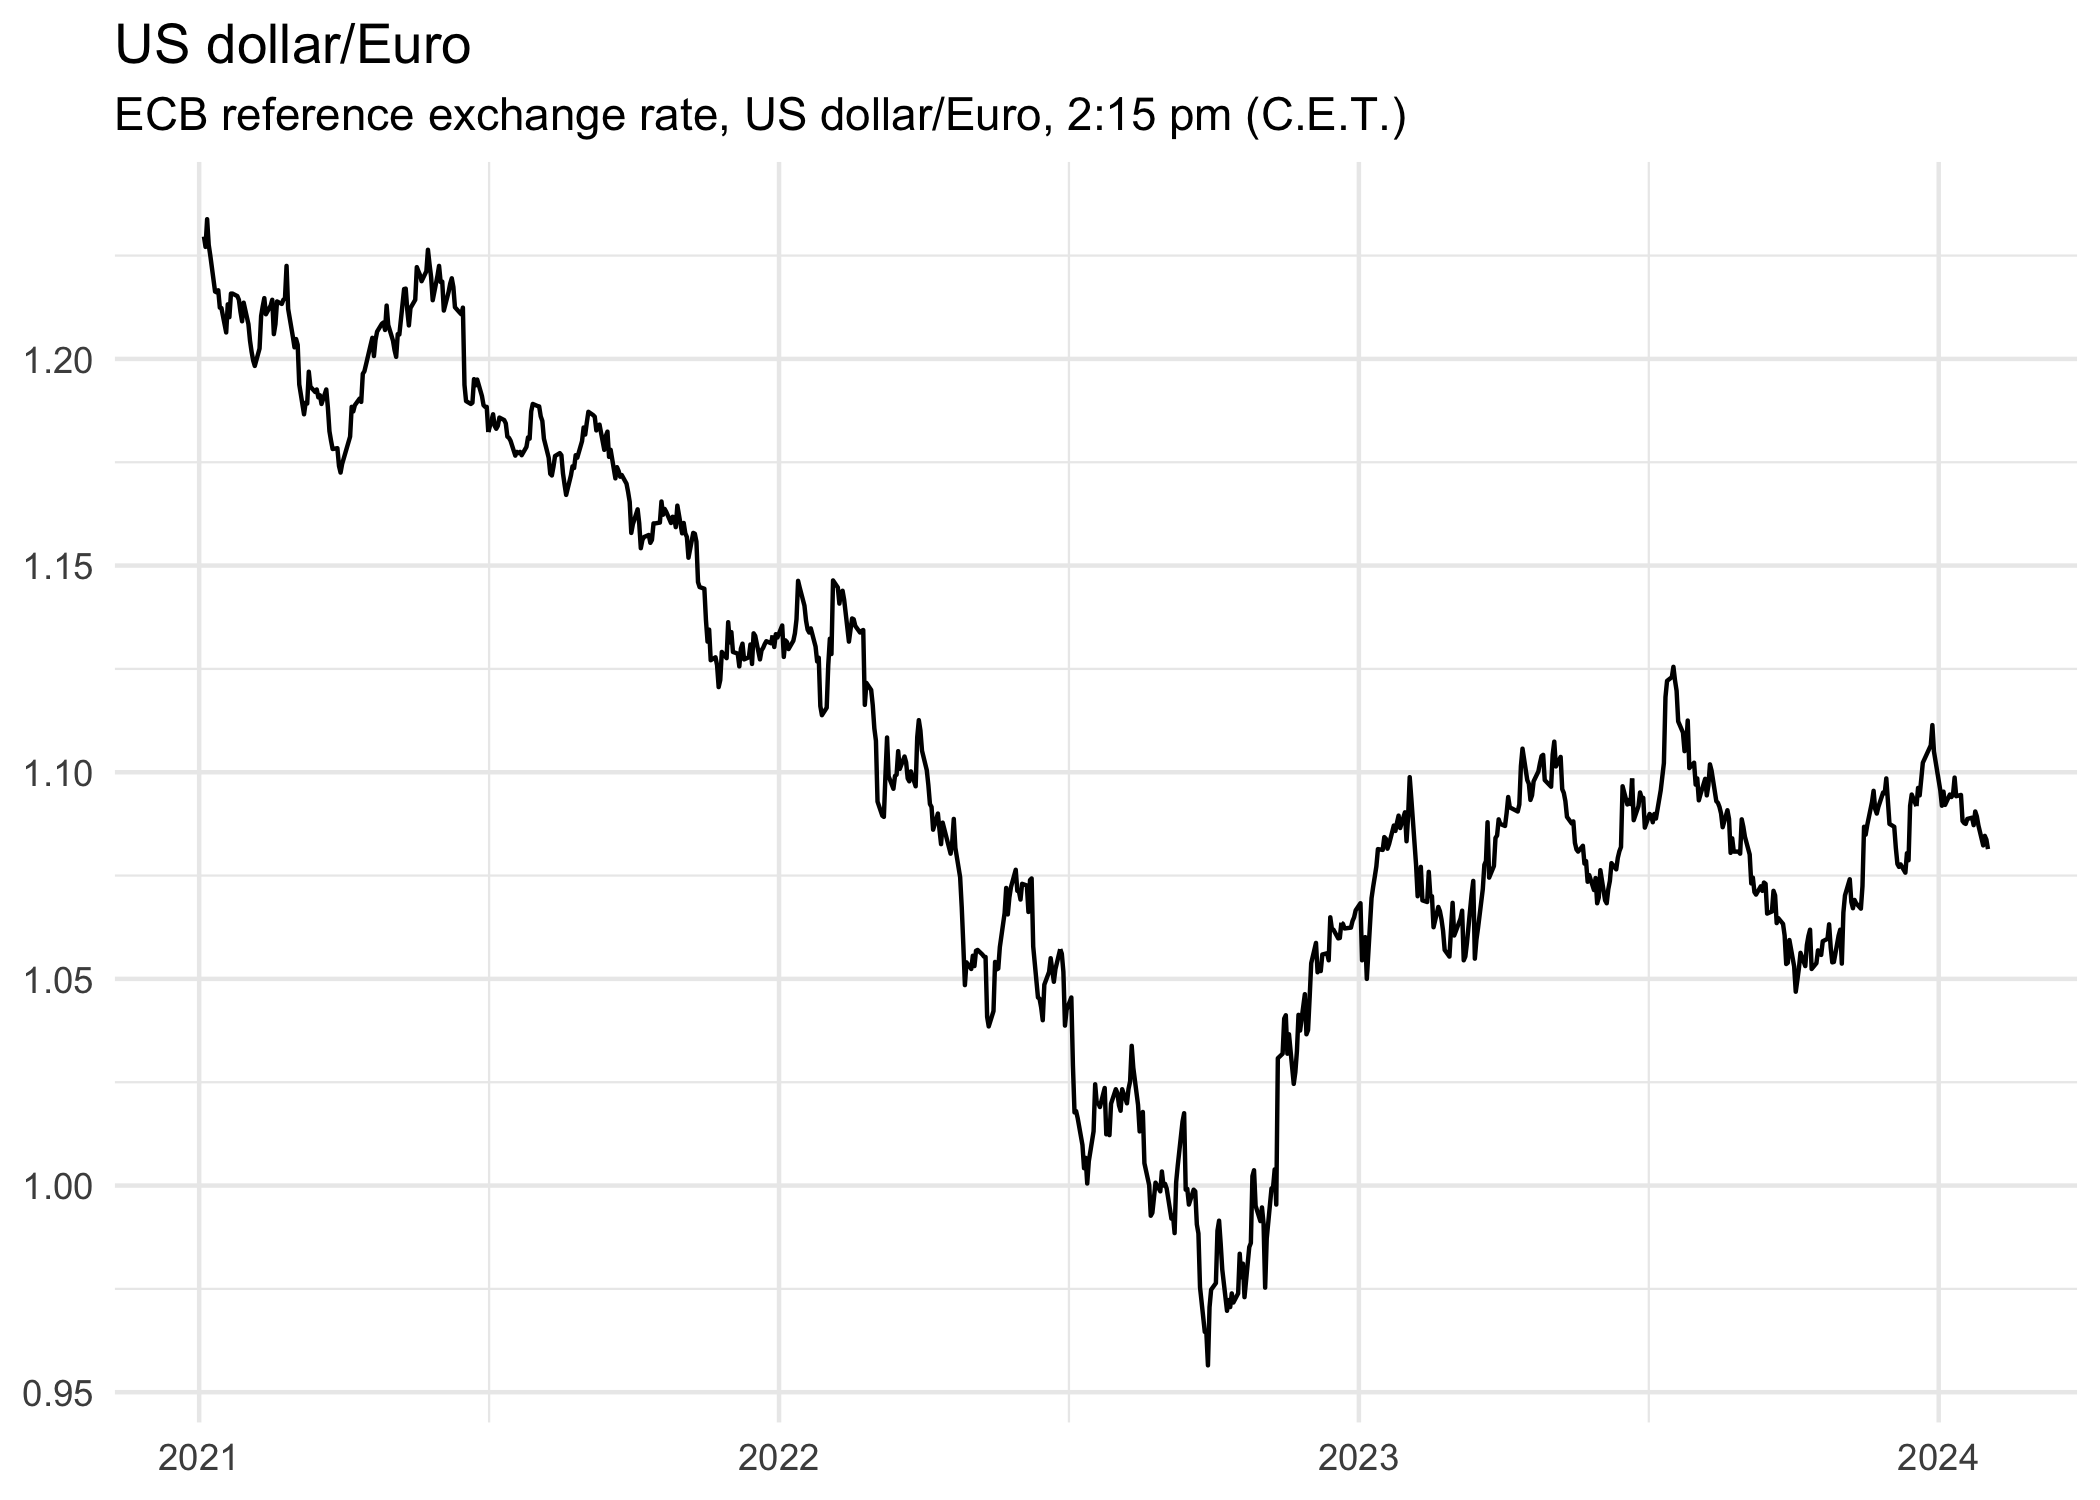 US dollar/Euro
ECB reference exchange rate, US dollar/Euro, 2:15 pm (C.E.T.)
1.20
1.15
1.10
1.05
1.00
0.95
2021 2022 2023 2024